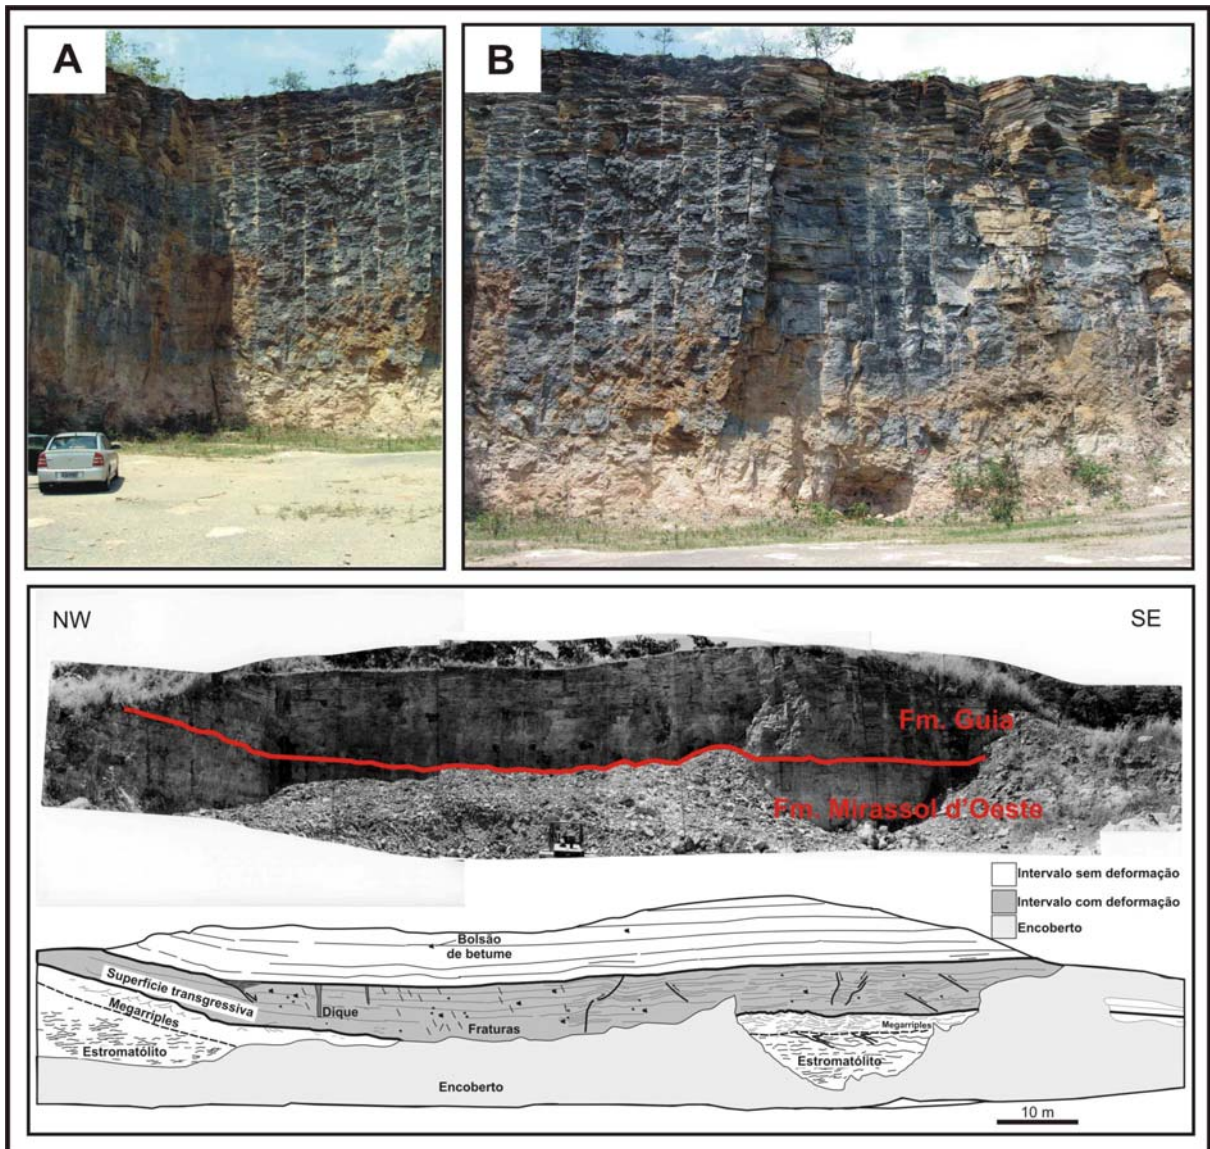 A
B
NW
SE
Fm. Guia
Fm. Mirassol d'Oeste
Intervalo sem deformação
Intervalo com deformação
Encoberto
Bolsão
de betume
Superfície transgressiva
Megarriples
Dique
Fraturas
Estromatólito
Megarriples
Estromatólito
Encoberto
10 m